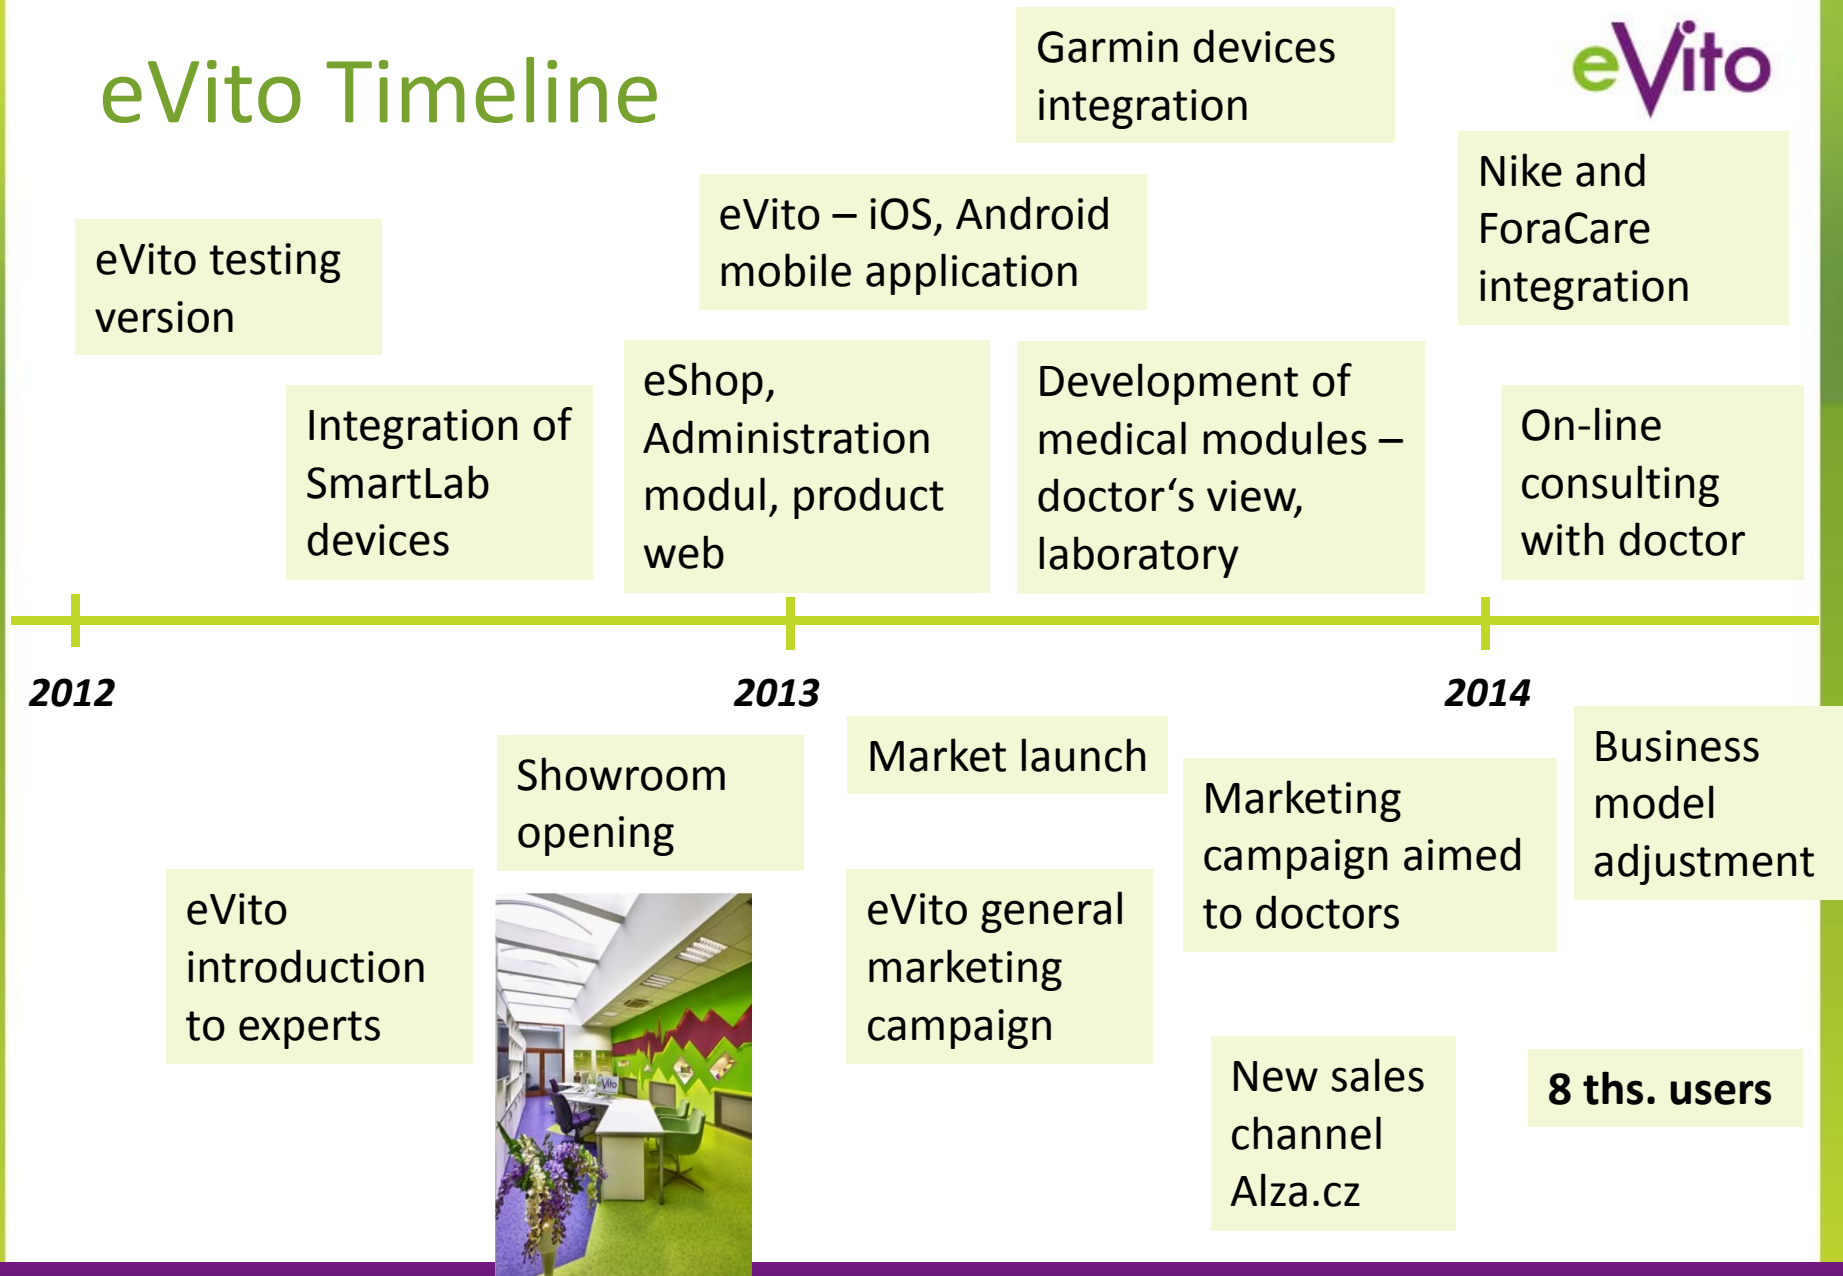 eVito Timeline
Garmin devices
integration
eVito
Nike and
ForaCare
integration
eVito – iOS, Android
mobile application
eVito testing
version
Integration of
SmartLab
devices
eShop,
Administration
modul, product
web
Development of
medical modules –
doctor‘s view,
laboratory
On-line
consulting
with doctor
2012
2013
2014
Showroom
opening
Market launch
Marketing
campaign aimed
to doctors
Business
model
adjustment
eVito
introduction
to experts
eVito general
marketing
campaign
eVito
New sales
channel
Alza.cz
8 ths. users